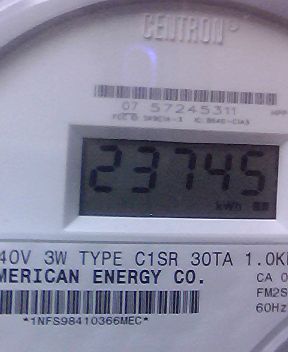 CENTRON®
07 57245311
23745
kWh
40V 3W TYPE C1SR 30TA 1.0K
MERICAN ENERGY CO.
CA 0
FM2S
60Hz
*1NFS98410366MEC*